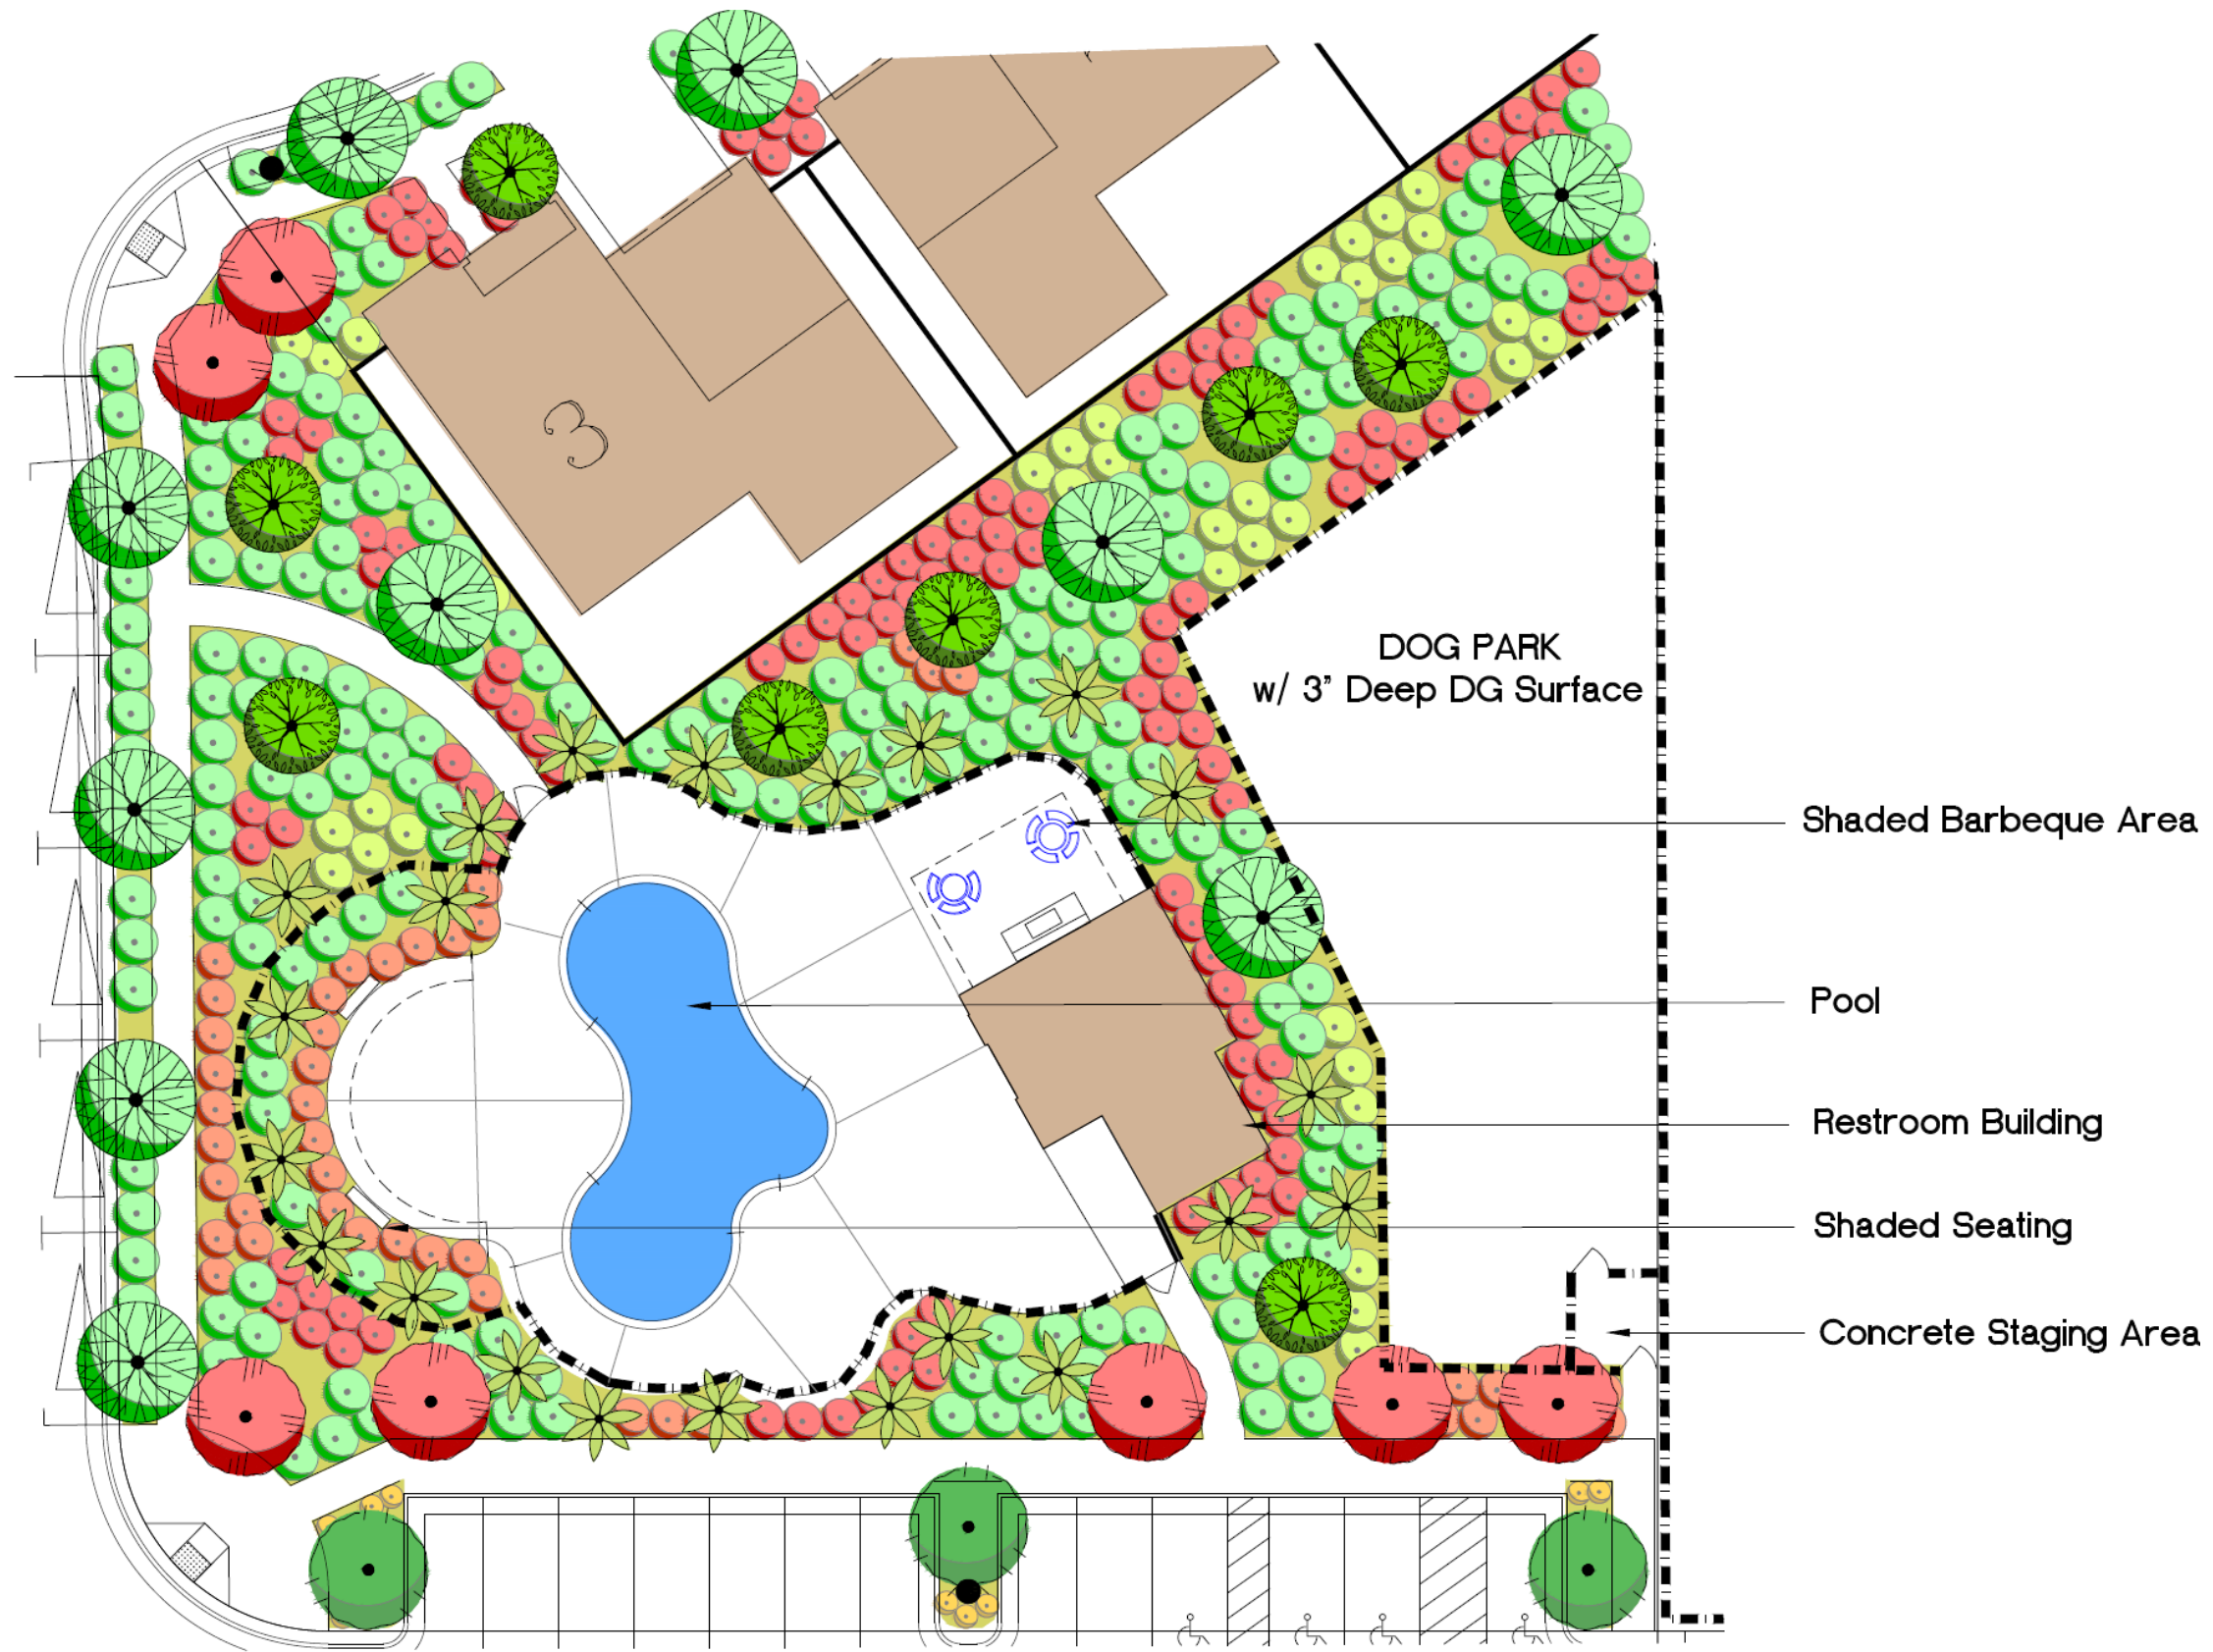 3
DOG PARK
w/ 3" Deep DG Surface
Shaded Barbeque Area
Pool
Restroom Building
Shaded Seating
Concrete Staging Area